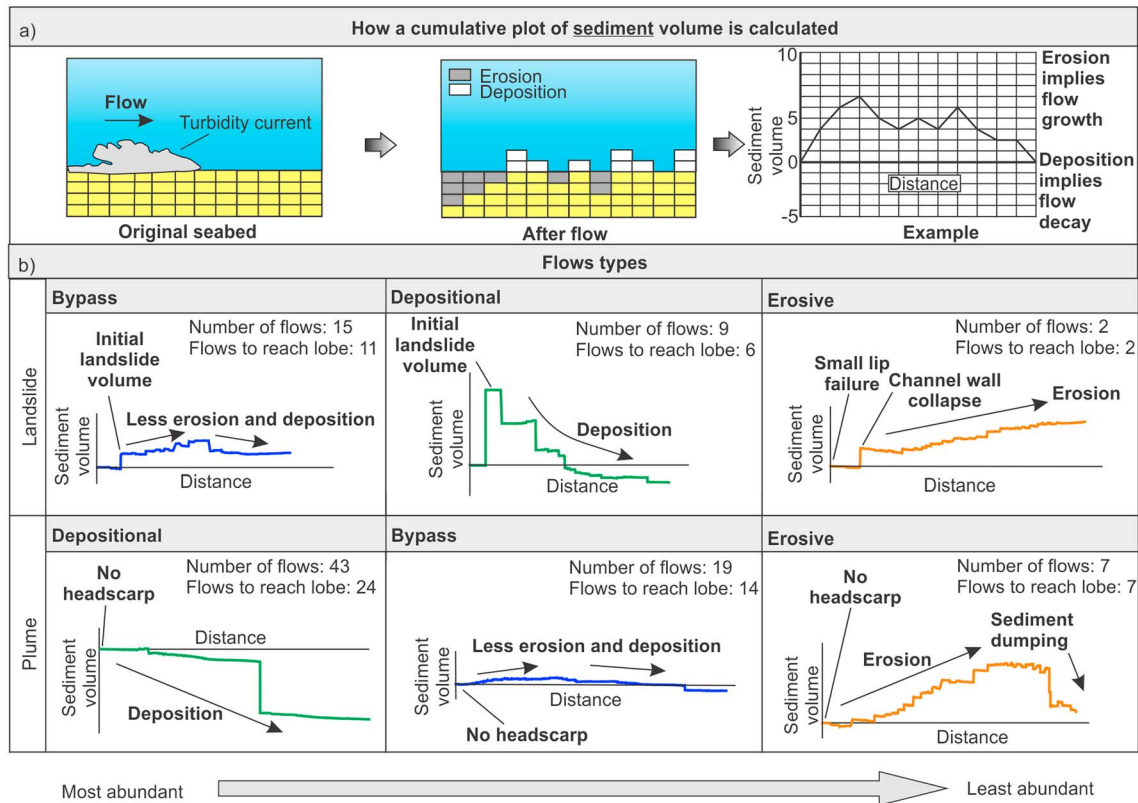 a)
How a cumulative plot of sediment volume is calculated
Flow
Turbidity current
Original seabed
Erosion
Deposition
After flow
10
5
0
-5
Sediment
volume
Distance
Example
Erosion
implies
flow
growth
Deposition
implies
flow
decay
b)
Flows types
Landslide
Bypass
Number of flows: 15
Flows to reach lobe: 11
Initial
landslide
volume
Less erosion and deposition
Sediment
volume
Distance
Depositional
Number of flows: 9
Flows to reach lobe: 6
Initial
landslide
volume
Deposition
Sediment
volume
Distance
Erosive
Number of flows: 2
Flows to reach lobe: 2
Small lip
failure
Channel wall
collapse
Erosion
Sediment
volume
Distance
Plume
Depositional
Number of flows: 43
Flows to reach lobe: 24
No
headscarp
Distance
Sediment
volume
Deposition
Bypass
Number of flows: 19
Flows to reach lobe: 14
Less erosion and deposition
Sediment
volume
Distance
No headscarp
Erosive
Number of flows: 7
Flows to reach lobe: 7
No
headscarp
Sediment
dumping
Erosion
Sediment
volume
Distance
Most abundant
Least abundant